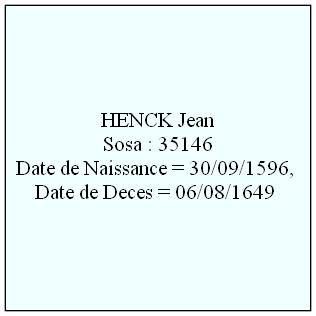 HENCK Jean
Sosa : 35146
Date de Naissance = 30/09/1596,
Date de Deces = 06/08/1649